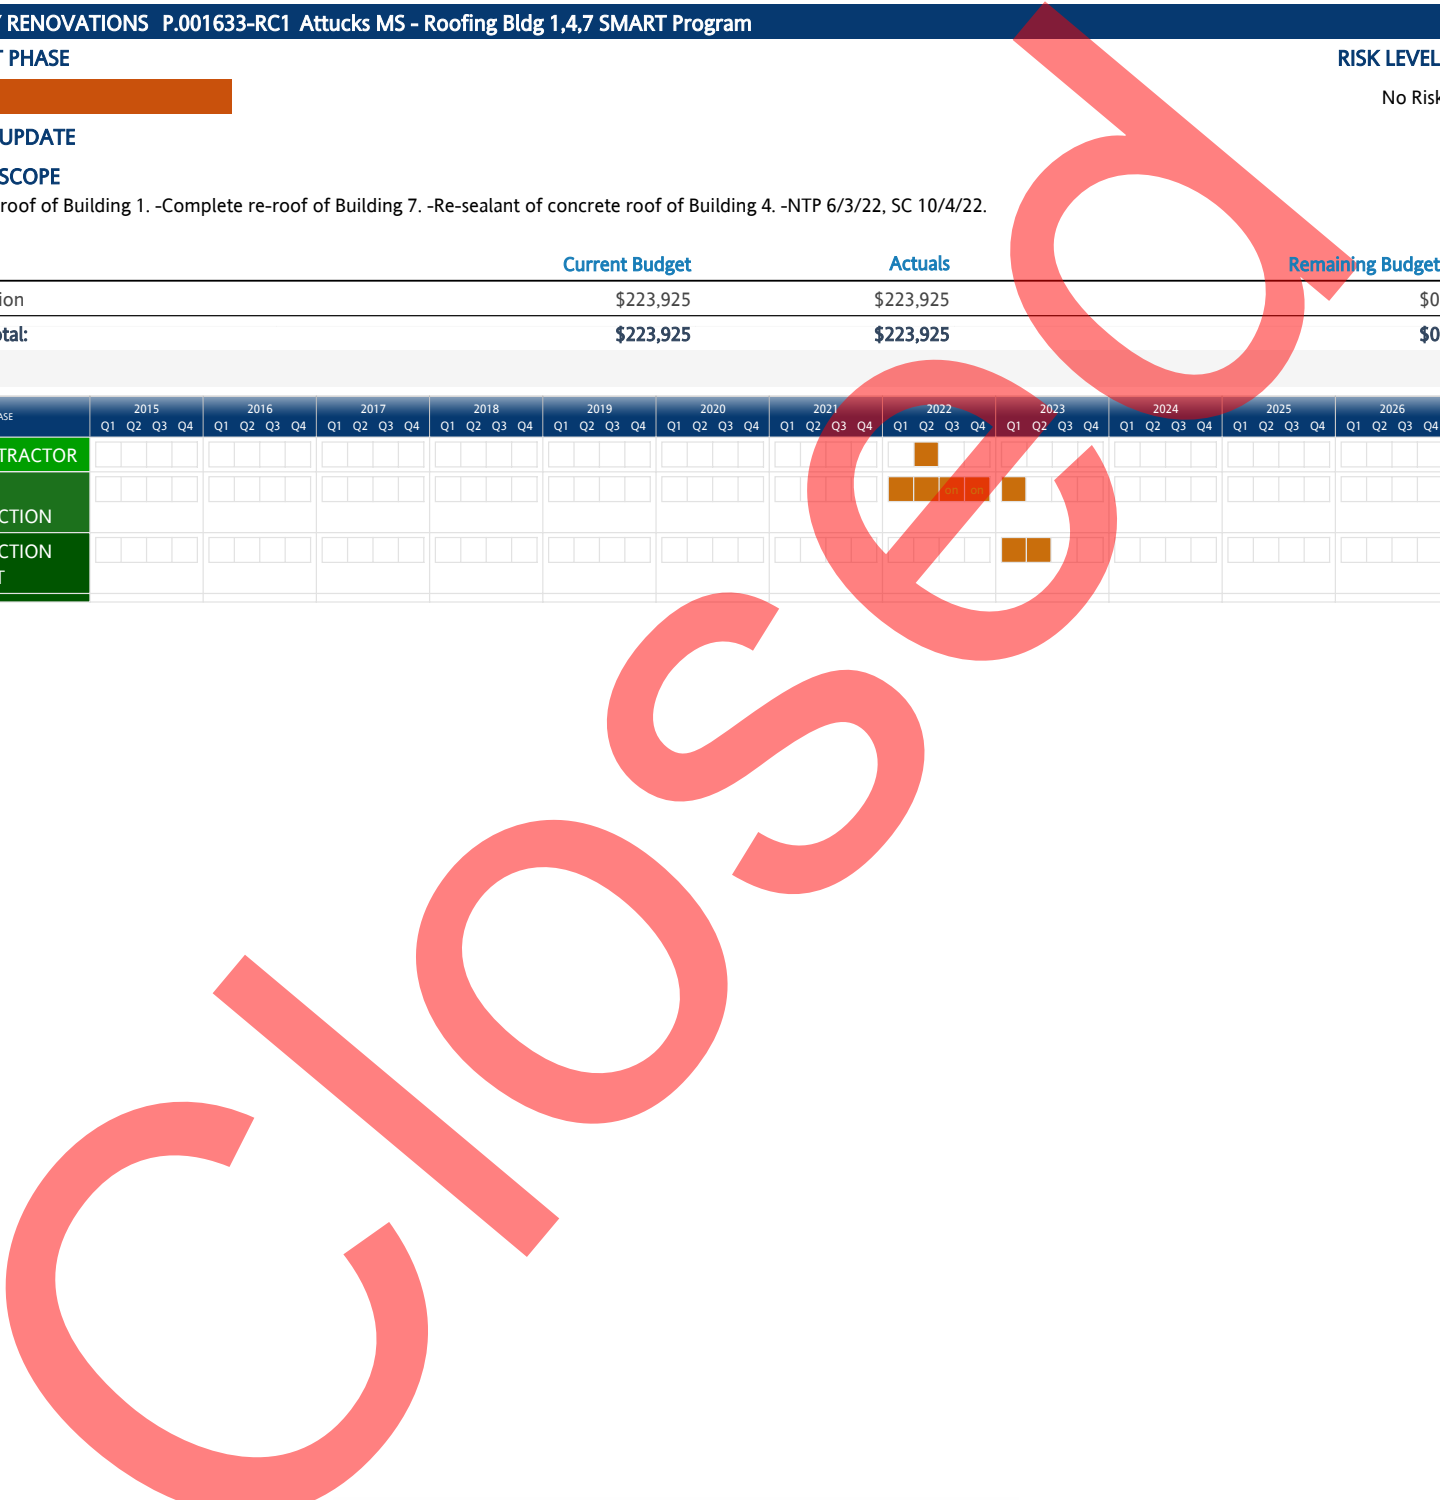 RENOVATIONS P.001633-RC1 Attucks MS - Roofing Bldg 1,4,7 SMART Program
T PHASE
RISK LEVEL
No Risk
UPDATE
SCOPE
roof of Building 1. -Complete re-roof of Building 7. -Re-sealant of concrete roof of Building 4. -NTP 6/3/22, SC 10/4/22.
Current Budget Actuals Remaining Budget
ion $223,925 $223,925 $0
otal: $223,925 $223,925 $0
ASE 2015 2016 2017 2018 2019 2020 2021 2022 2023 2024 2025 2026
Q1 Q2 Q3 Q4 Q1 Q2 Q3 Q4 Q1 Q2 Q3 Q4 Q1 Q2 Q3 Q4 Q1 Q2 Q3 Q4 Q1 Q2 Q3 Q4 Q1 Q2 Q3 Q4 Q1 Q2 Q3 Q4 Q1 Q2 Q3 Q4 Q1 Q2 Q3 Q4 Q1 Q2 Q3 Q4 Q1 Q2 Q3 Q4
TRACTOR
on on
CTION
CTION
T
Closed